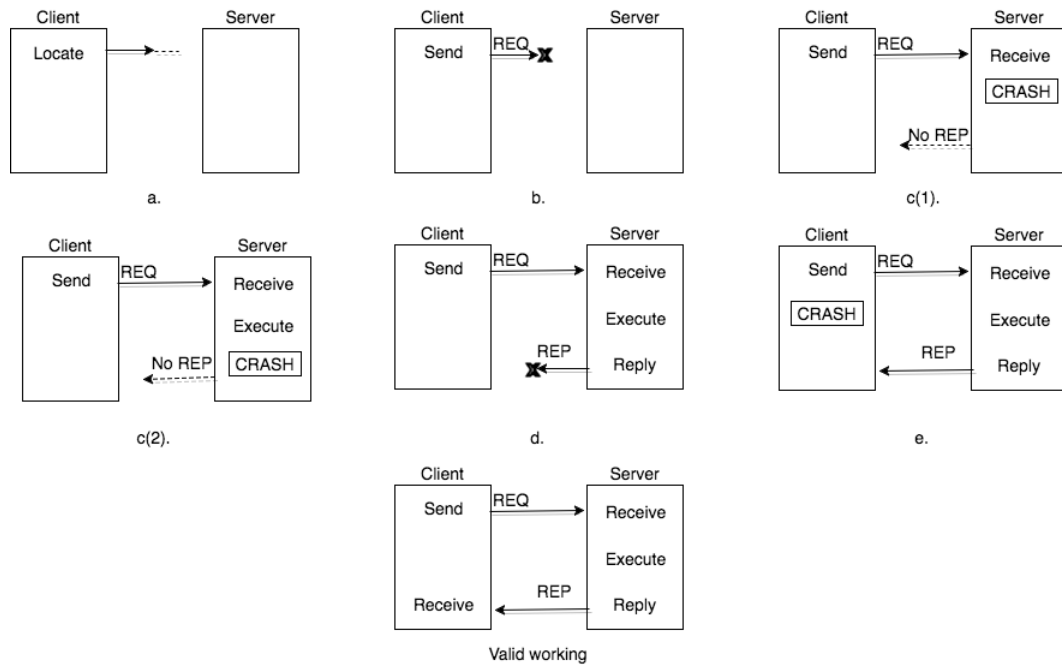 Client Server
Locate
a.
Client Server
Send REQ X
b.
Client Server
Send REQ Receive
CRASH
No REP
c(1).
Client Server
Send REQ Receive
Execute
No REP CRASH
c(2).
Client Server
Send REQ Receive
Execute
X REP Reply
d.
Client Server
Send REQ Receive
CRASH Execute
REP Reply
e.
Client Server
Send REQ Receive
Execute
Receive REP Reply
Valid working